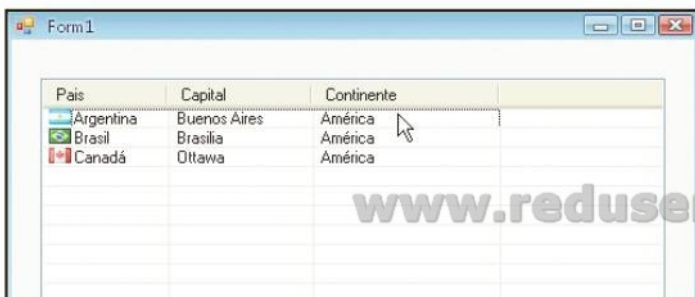 Form1
Pais Capital Continente
Argentina Buenos Aires América
Brasil Brasilia América
Canadá Ottawa América
www.reduse